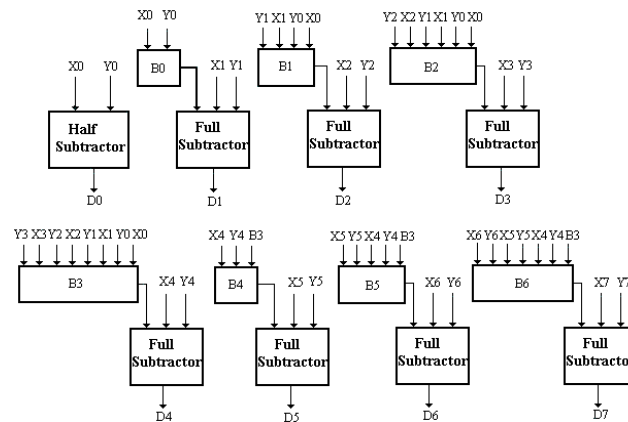 X0 Y0
Y1 X1 Y0 X0
Y2 X2 Y1 X1 Y0 X0
X0 Y0
B0
X1 Y1
B1
X2 Y2
B2
X3 Y3
Half Subtractor
Full Subtractor
Full Subtractor
Full Subtractor
D0
D1
D2
D3
Y3 X3 Y2 X2 Y1 X1 Y0 X0
X4 Y4 B3
X5 Y5 X4 Y4 B3
X6 Y6 X5 Y5 X4 Y4 B3
B3
X4 Y4
B4
X5 Y5
B5
X6 Y6
B6
X7 Y7
Full Subtractor
Full Subtractor
Full Subtractor
Full Subtractor
D4
D5
D6
D7